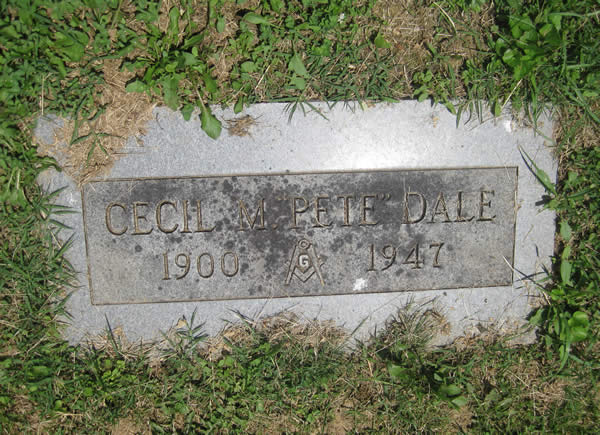 CECIL M. "PETE" DALE
1900 G 1947